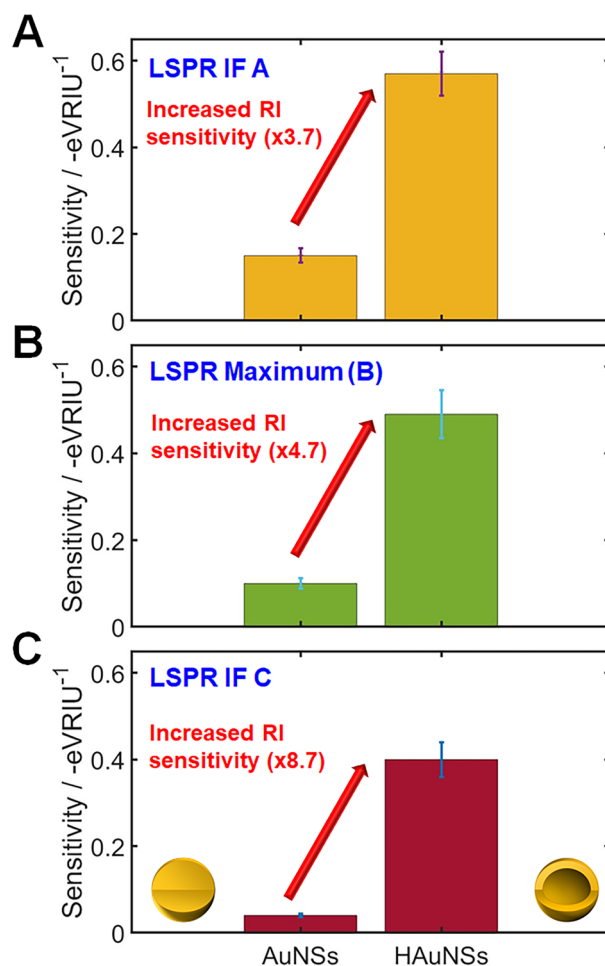 A
LSPR IF A
Increased RI
sensitivity (x3.7)
Sensitivity / -eVRIU⁻¹
0.6
0.4
0.2
0
B
LSPR Maximum (B)
Increased RI
sensitivity (x4.7)
Sensitivity / -eVRIU⁻¹
0.6
0.4
0.2
0
C
LSPR IF C
Increased RI
sensitivity (x8.7)
Sensitivity / -eVRIU⁻¹
0.6
0.4
0.2
0
AuNSs HAuNSs